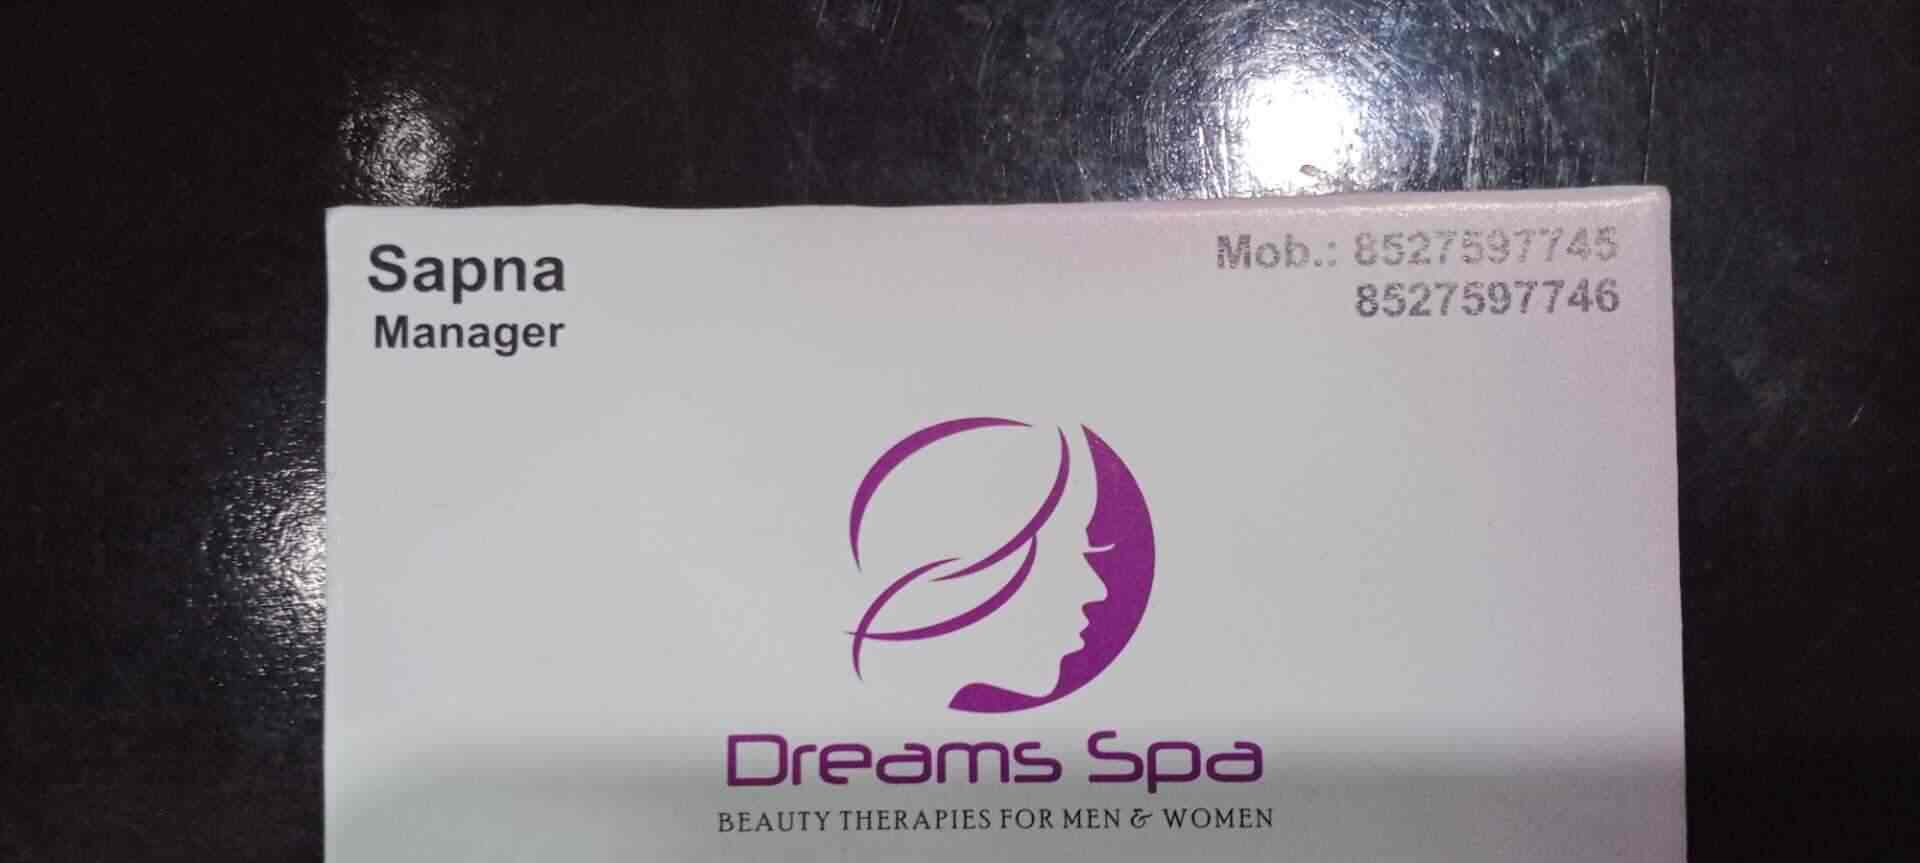 Sapna
Manager
Mob.: 8527597745
8527597746
Dreams Spa
BEAUTY THERAPIES FOR MEN & WOMEN